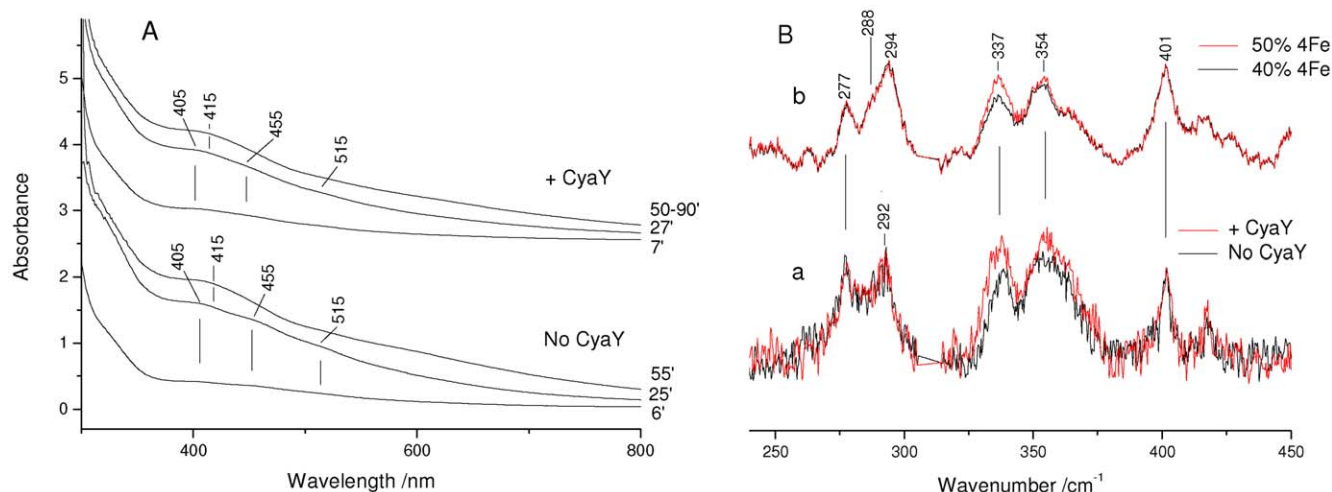 A
Absorbance
5
4
3
2
1
0
405
415
455
515
+ CyaY
50-90'
27'
7'
405
415
455
515
No CyaY
55'
25'
6'
400
600
800
Wavelength /nm
B
b
277
288
294
337
354
401
50% 4Fe
40% 4Fe
a
292
+ CyaY
No CyaY
250
300
350
400
450
Wavenumber /cm-1